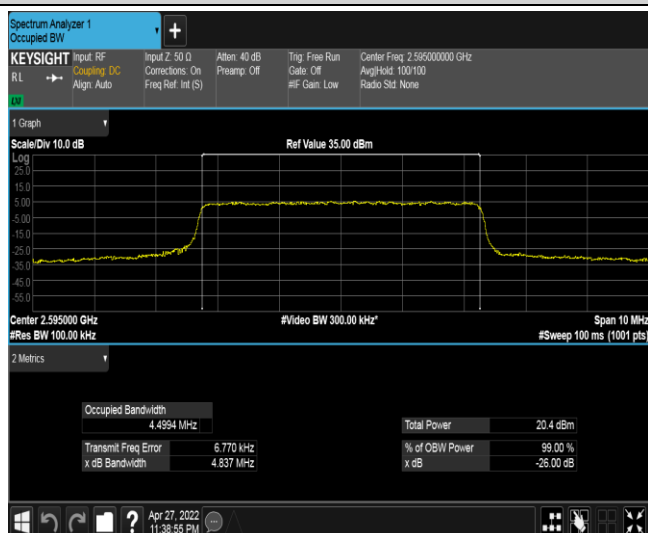 Spectrum Analyzer 1
Occupied BW
KEYSIGHT
RL
LXI
Input: RF
Coupling: DC
Align: Auto
Input Z: 50 Ω
Corrections: On
Freq Ref: Int (S)
Atten: 40 dB
Preamp: Off
Trig: Free Run
Gate: Off
#IF Gain: Low
Center Freq: 2.595000000 GHz
Avg|Hold: 100/100
Radio Std: None
1 Graph
Scale/Div 10.0 dB
Ref Value 35.00 dBm
Log
25.0
15.0
5.00
-5.00
-15.0
-25.0
-35.0
-45.0
-55.0
Center 2.595000 GHz
#Video BW 300.00 kHz*
Span 10 MHz
#Res BW 100.00 kHz
#Sweep 100 ms (1001 pts)
2 Metrics
Occupied Bandwidth
4.4994 MHz
Total Power 20.4 dBm
Transmit Freq Error 6.770 kHz
% of OBW Power 99.00 %
x dB Bandwidth 4.837 MHz
x dB -26.00 dB
?
Apr 27, 2022
11:38:55 PM